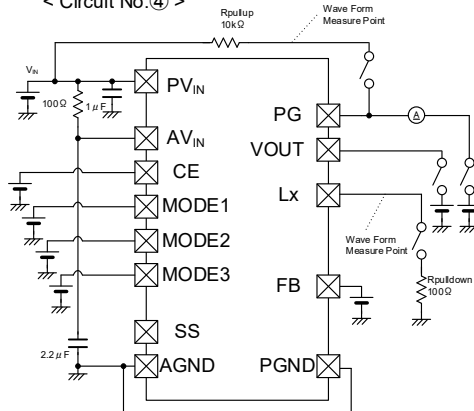 < Circuit No.④ >
Rpullup
10kΩ
Wave Form
Measure Point
VIN
100Ω
1μF
PVIN
AVIN
CE
MODE1
MODE2
MODE3
SS
AGND
2.2μF
PG
VOUT
Lx
FB
PGND
A
Wave Form
Measure Point
Rpulldown
100Ω